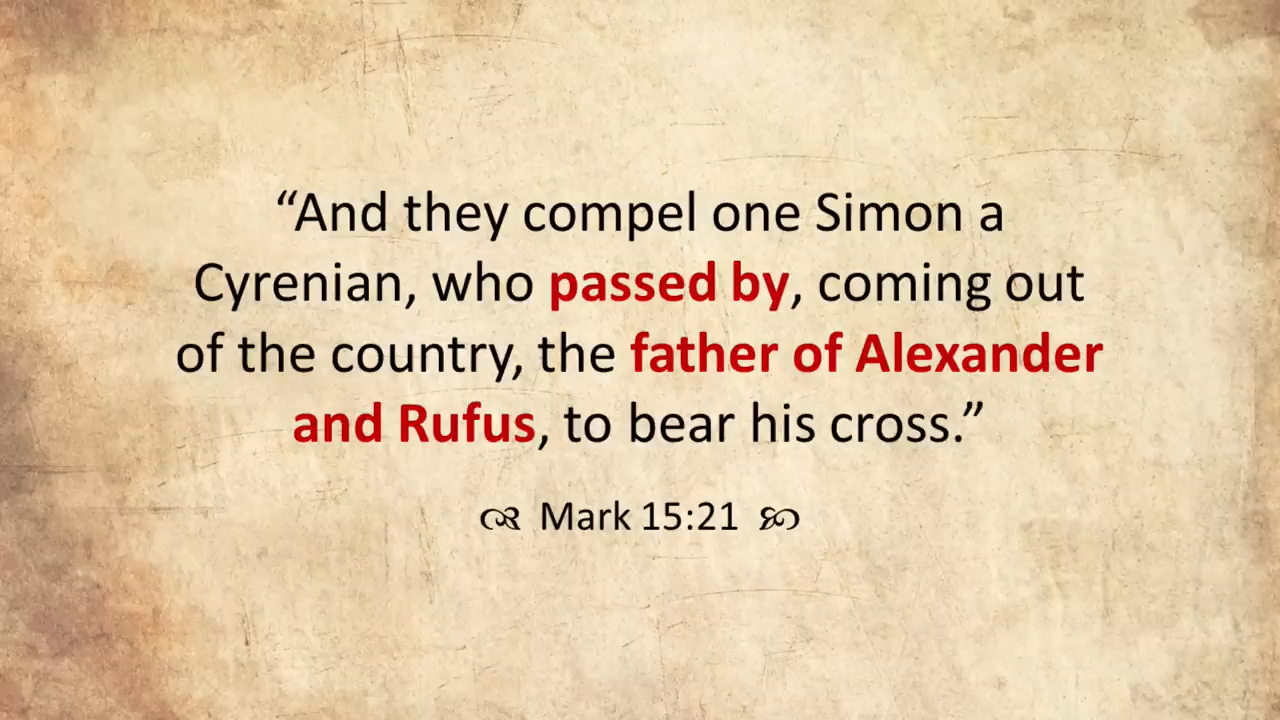 “And they compel one Simon a
Cyrenian, who passed by, coming out
of the country, the father of Alexander
and Rufus, to bear his cross.”
Mark 15:21